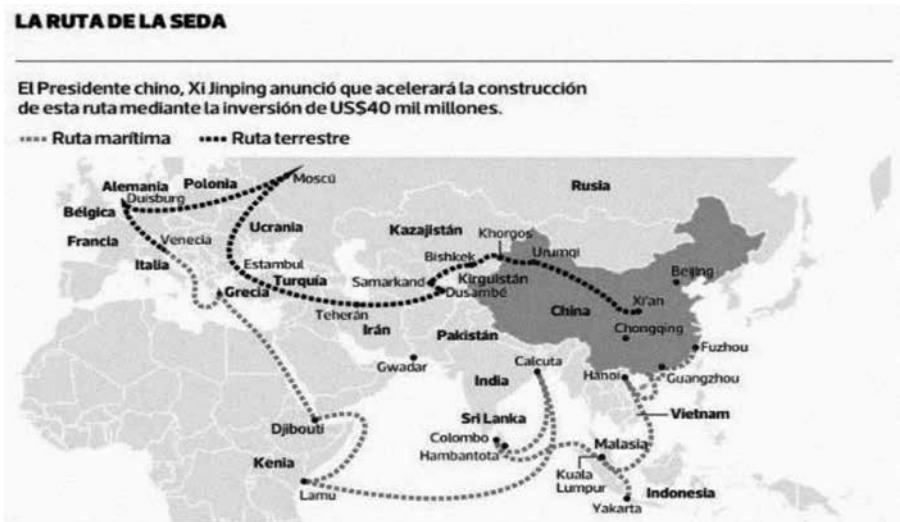 LA RUTA DE LA SEDA
El Presidente chino, Xi Jinping anunció que acelerará la construcción
de esta ruta mediante la inversión de US$40 mil millones.
Ruta marítima Ruta terrestre
Moscú
Alemania Polonia
Duisburg
Rusia
Bélgica
Ucrania
Kazajistán
Khorgos
Francia
Venecia
Bishkek
Urumqi
Italia
Estambul
Turquía
Samarkand
Kirguistán
Beijing
Grecia
Dusambé
Xi'an
Teherán
China
Irán
Pakistán
Chongqing
Gwadar
Calcuta
Fuzhou
India
Hanoi
Guangzhou
Djibouti
Sri Lanka
Vietnam
Colombo
Malasia
Hambantota
Kenia
Kuala
Lumpur
Lamu
Indonesia
Yakarta